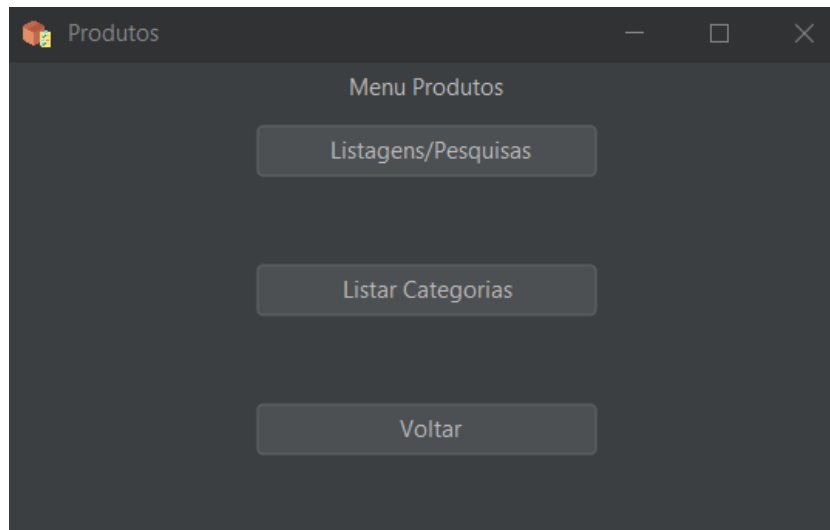 Produtos
Menu Produtos
Listagens/Pesquisas
Listar Categorias
Voltar